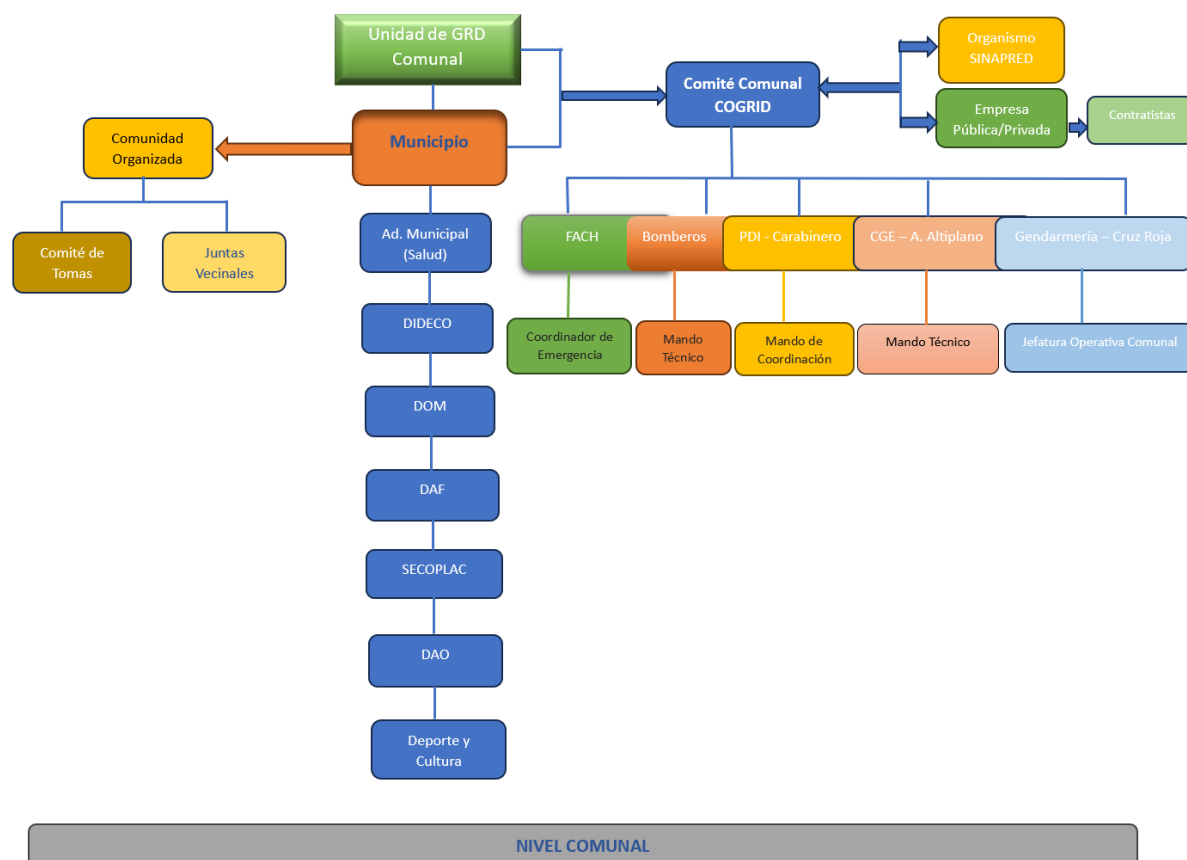 Unidad de GRD
Comunal
Organismo
SINAPRED
Comité Comunal
COGRID
Empresa
Pública/Privada
Contratistas
Comunidad
Organizada
Municipio
Comité de
Tomas
Juntas
Vecinales
Ad. Municipal
(Salud)
FACH
Bomberos
PDI - Carabinero
CGE – A. Altiplano
Gendarmería – Cruz Roja
DIDECO
Coordinador de
Emergencia
Mando
Técnico
Mando de
Coordinación
Mando Técnico
Jefatura Operativa Comunal
DOM
DAF
SECOPLAC
DAO
Deporte y
Cultura
NIVEL COMUNAL